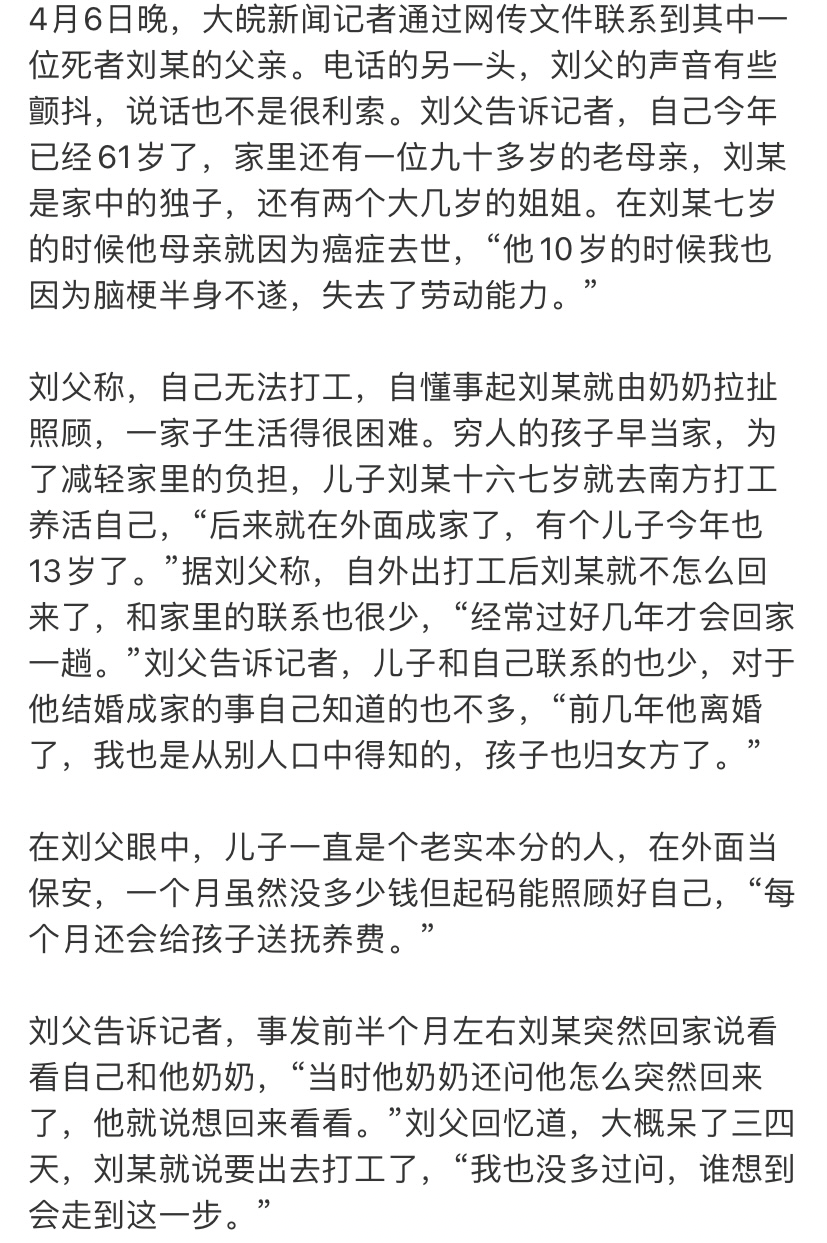 4月6日晚，大皖新闻记者通过网传文件联系到其中一
位死者刘某的父亲。电话的另一头，刘父的声音有些
颤抖，说话也不是很利索。刘父告诉记者，自己今年
已经61岁了，家里还有一位九十多岁的老母亲，刘某
是家中的独子，还有两个大几岁的姐姐。在刘某七岁
的时候他母亲就因为癌症去世，“他10岁的时候我也
因为脑梗半身不遂，失去了劳动能力。”
刘父称，自己无法打工，自懂事起刘某就由奶奶拉扯
照顾，一家子生活得很困难。穷人的孩子早当家，为
了减轻家里的负担，儿子刘某十六七岁就去南方打工
养活自己，“后来就在外面成家了，有个儿子今年也
13岁了。”据刘父称，自外出打工后刘某就不怎么回
来了，和家里的联系也很少，“经常过好几年才会回家
一趟。”刘父告诉记者，儿子和自己联系的也少，对于
他结婚成家的事自己知道的也不多，“前几年他离婚
了，我也是从别人口中得知的，孩子也归女方了。”
在刘父眼中，儿子一直是个老实本分的人，在外面当
保安，一个月虽然没多少钱但起码能照顾好自己，“每
个月还会给孩子送抚养费。”
刘父告诉记者，事发前半个月左右刘某突然回家说看
看自己和他奶奶，“当时他奶奶还问他怎么突然回来
了，他就说想回来看看。”刘父回忆道，大概呆了三四
天，刘某就说要出去打工了，“我也没多过问，谁想到
会走到这一步。”